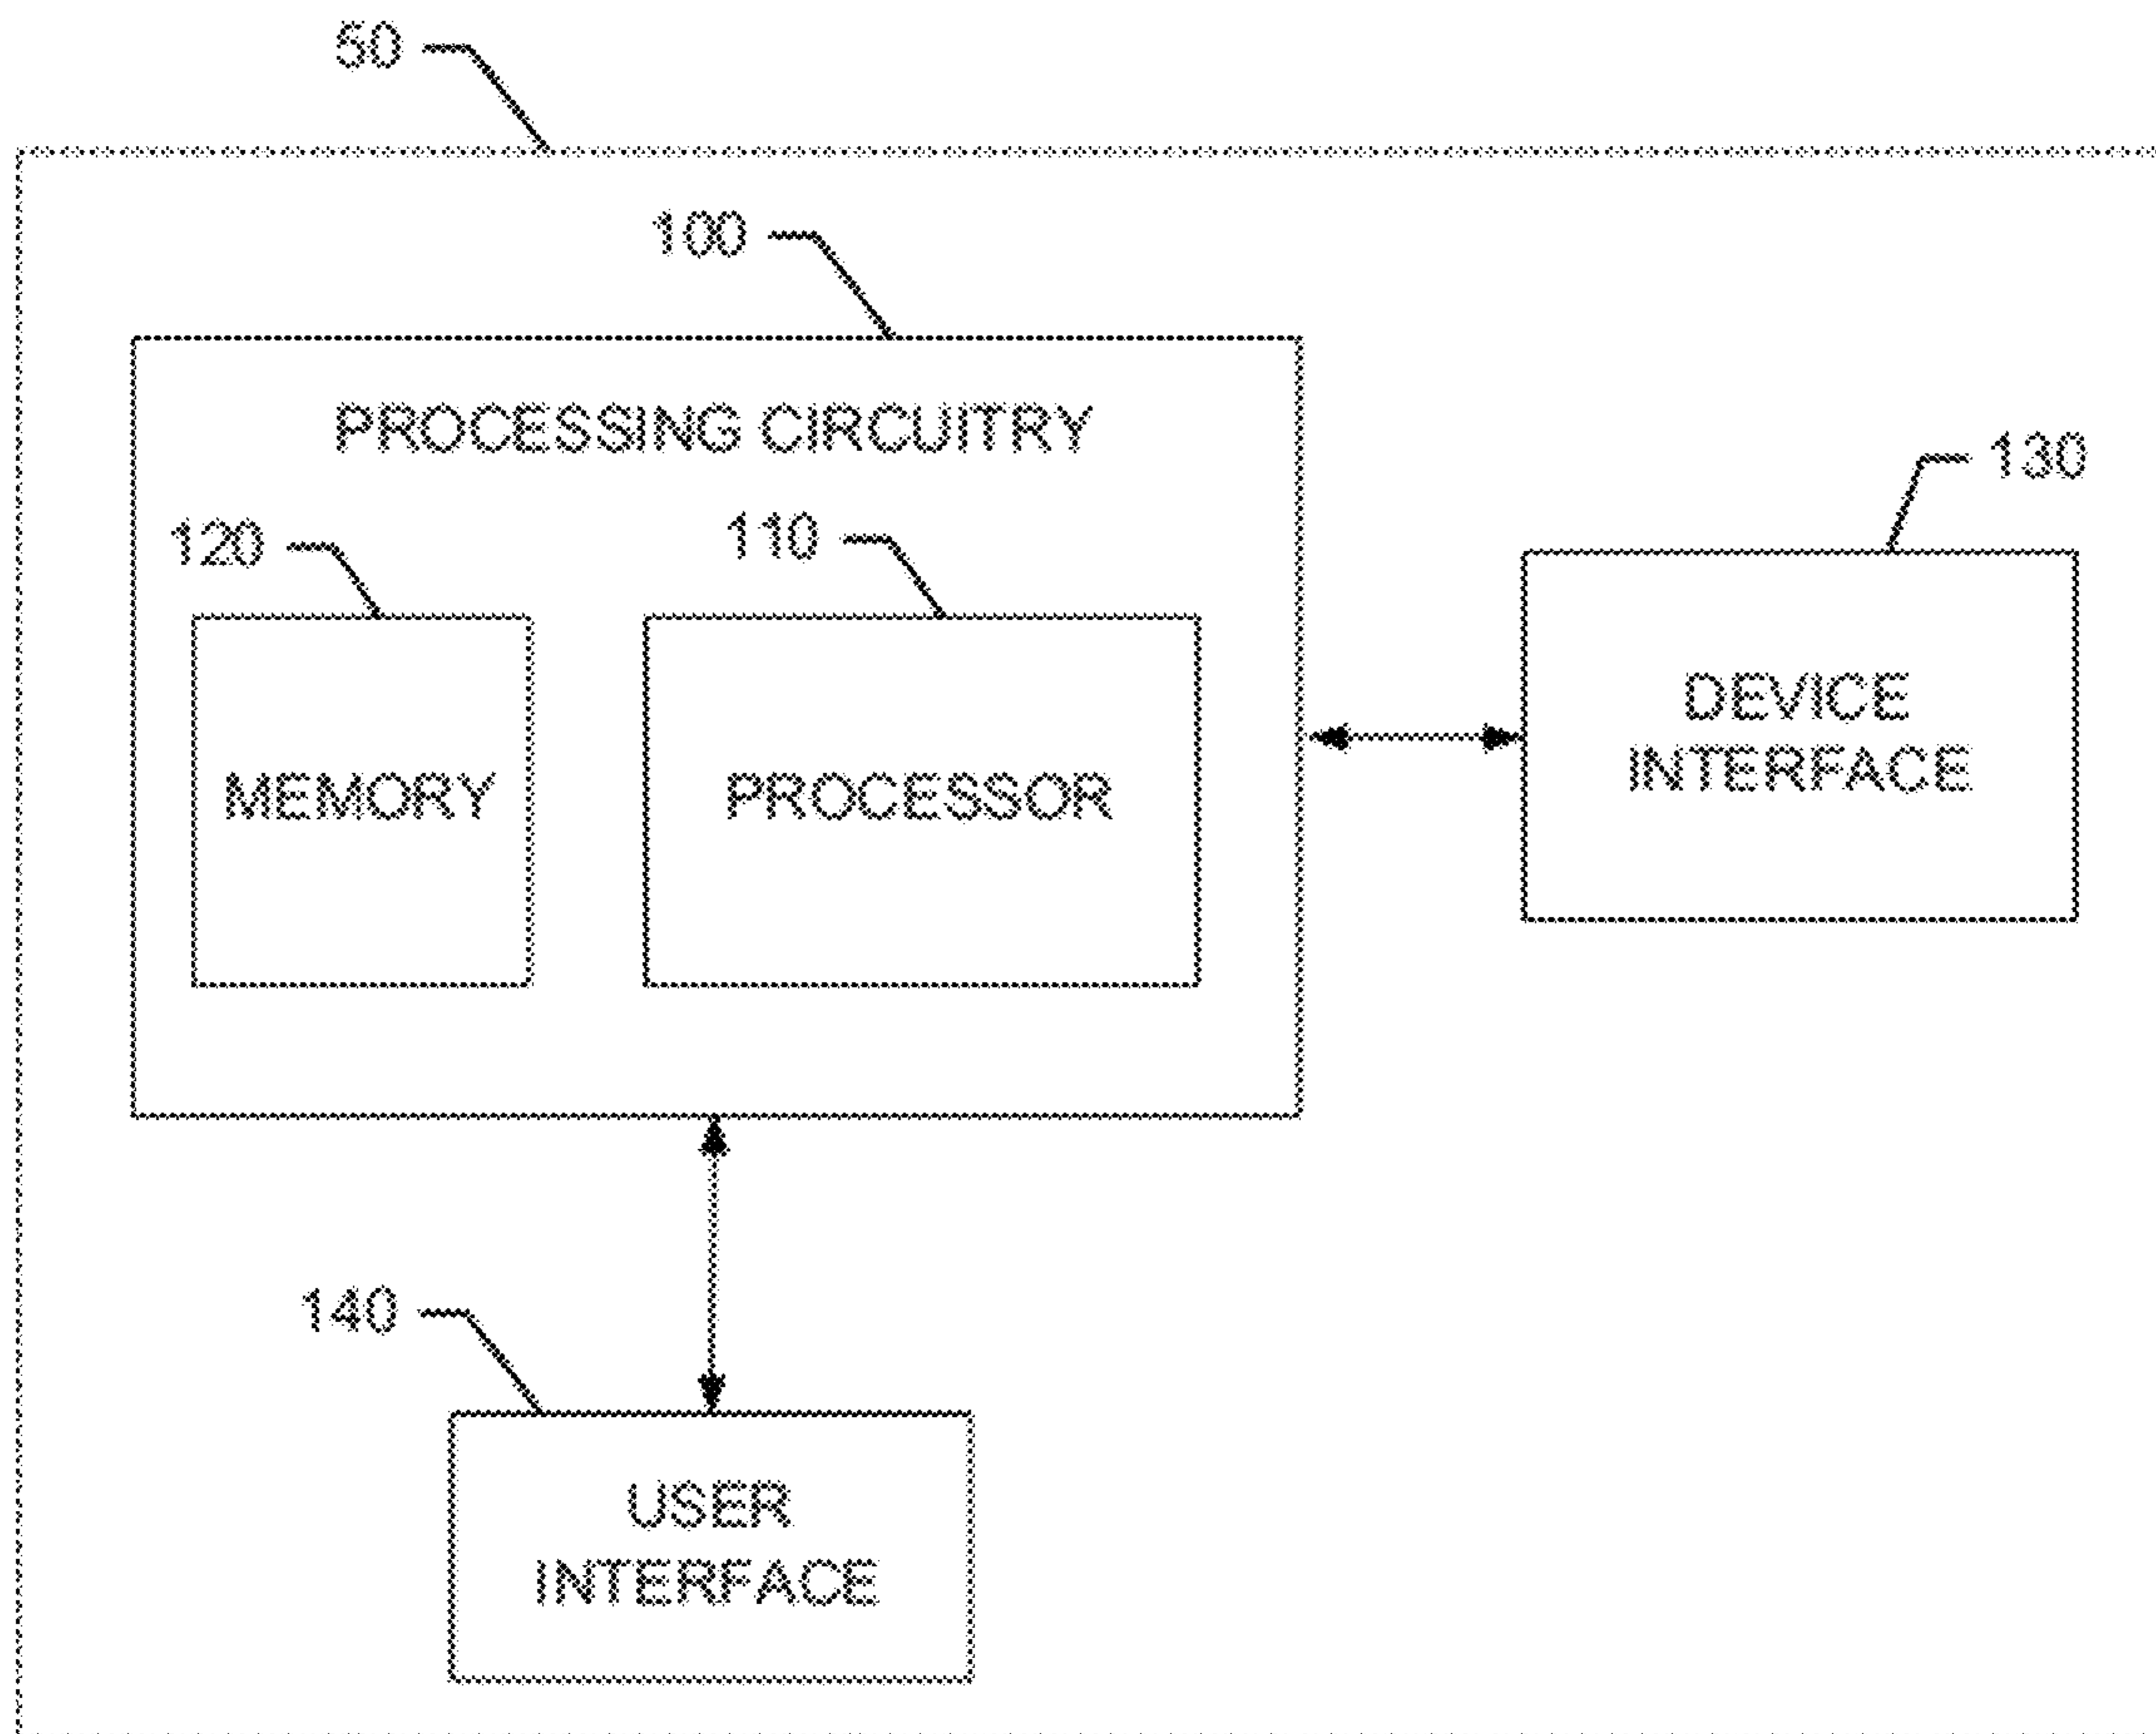 50
100
PROCESSING CIRCUITRY
130
120
110
DEVICE
INTERFACE
MEMORY
PROCESSOR
140
USER
INTERFACE